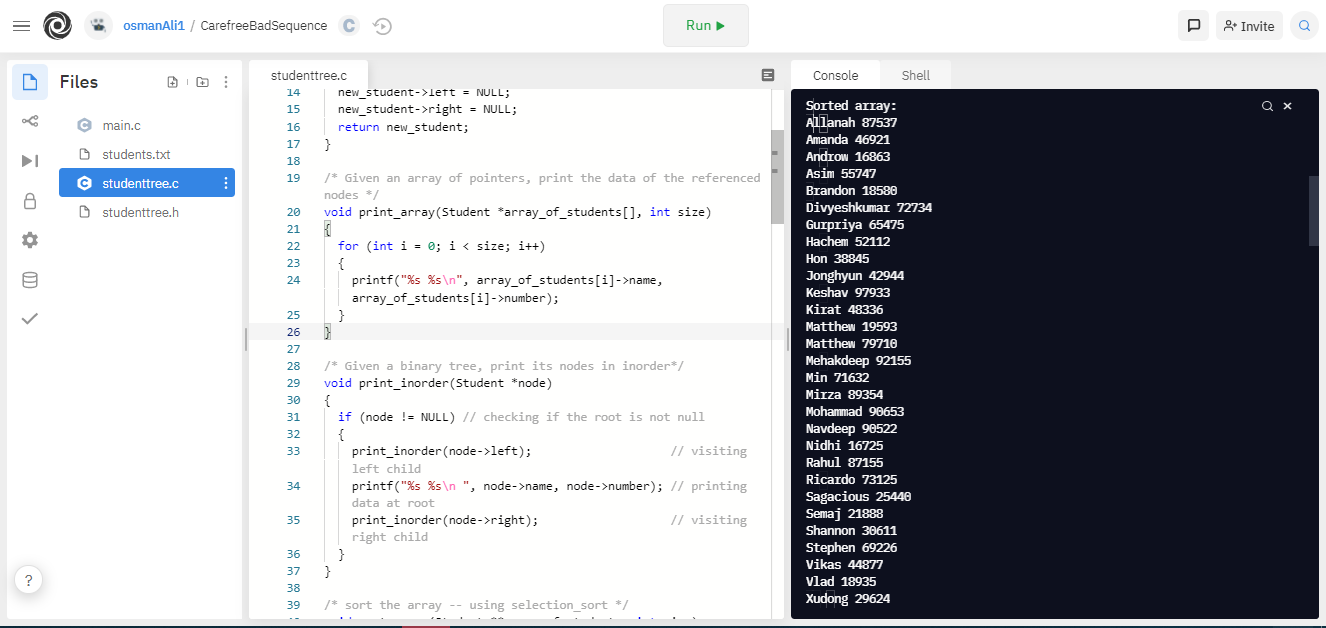 osmanAli1 / CarefreeBadSequence C
Run
Invite
Files
main.c
students.txt
studenttree.c
studenttree.h
?
studenttree.c
14 new_student->left = NULL;
15 new_student->right = NULL;
16 return new_student;
17 }
18
19 /* Given an array of pointers, print the data of the referenced
nodes */
20 void print_array(Student *array_of_students[], int size)
21 {
22 for (int i = 0; i < size; i++)
23 {
24 printf("%s %s\n", array_of_students[i]->name,
array_of_students[i]->number);
25 }
26 }
27
28 /* Given a binary tree, print its nodes in inorder*/
29 void print_inorder(Student *node)
30 {
31 if (node != NULL) // checking if the root is not null
32 {
33 print_inorder(node->left); // visiting
left child
34 printf("%s %s\n ", node->name, node->number); // printing
data at root
35 print_inorder(node->right); // visiting
right child
36 }
37 }
38
39 /* sort the array -- using selection_sort */
Console
Shell
Sorted array:
Allanah 87537
Amanda 46921
Androw 16863
Asim 55747
Brandon 18580
Divyeshkumar 72734
Gurpriya 65475
Hachem 52112
Hon 38845
Jonghyun 42944
Keshav 97933
Kirat 48336
Matthew 19593
Matthew 79710
Mehakdeep 92155
Min 71632
Mirza 89354
Mohammad 90653
Navdeep 90522
Nidhi 16725
Rahul 87155
Ricardo 73125
Sagacious 25440
Semaj 21888
Shannon 30611
Stephen 69226
Vikas 44877
Vlad 18935
Xudong 29624